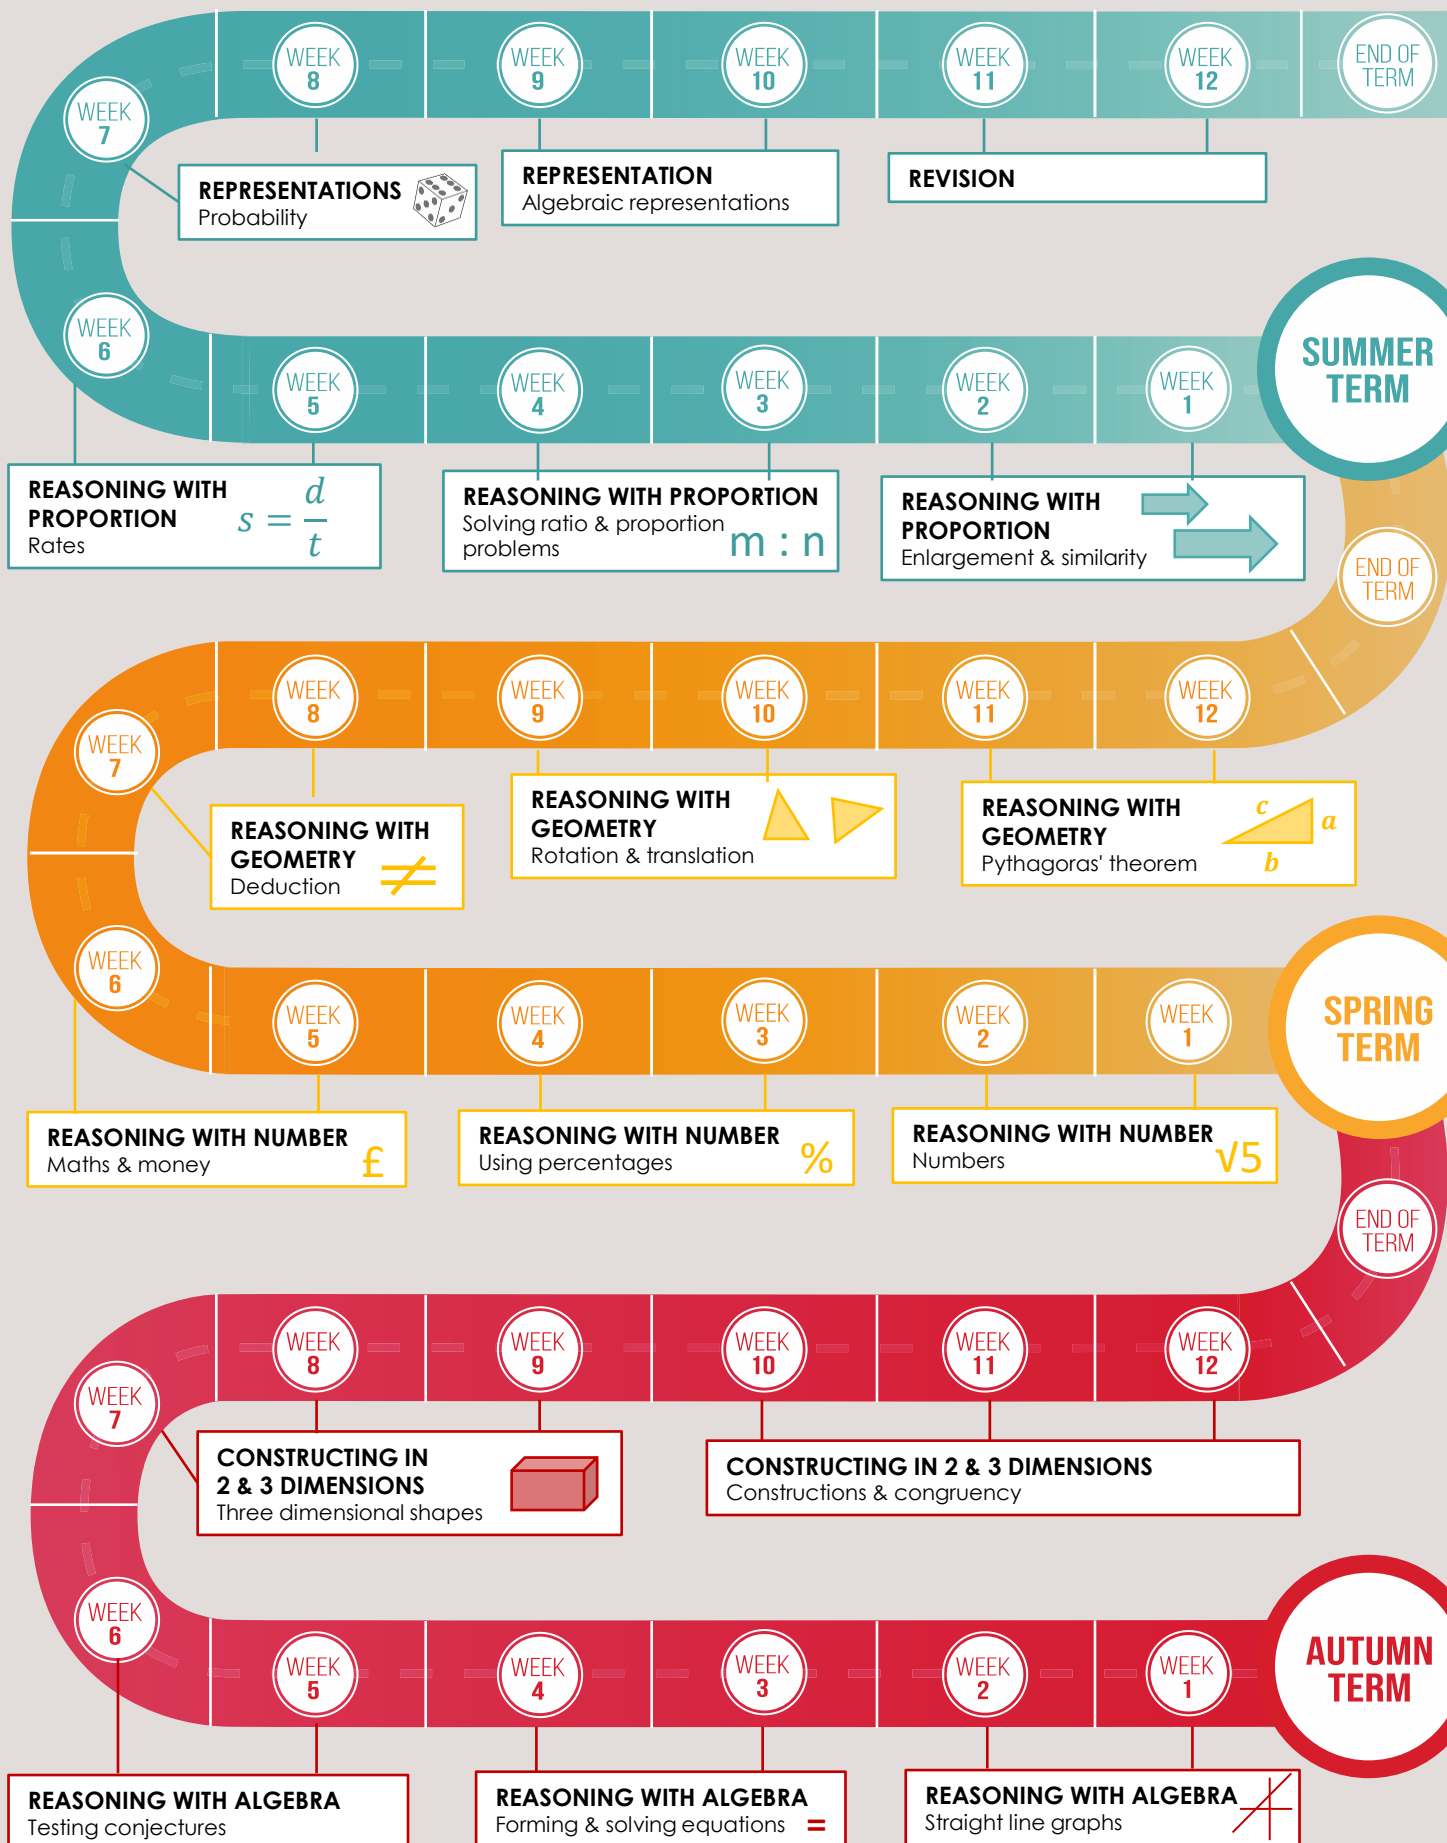 WEEK
7
WEEK
8
WEEK
9
WEEK
10
WEEK
11
WEEK
12
END OF
TERM
REPRESENTATIONS
Probability
REPRESENTATION
Algebraic representations
REVISION
WEEK
6
WEEK
5
WEEK
4
WEEK
3
WEEK
2
WEEK
1
SUMMER
TERM
REASONING WITH
PROPORTION
Rates
s = d/t
REASONING WITH PROPORTION
Solving ratio & proportion
problems
m : n
REASONING WITH
PROPORTION
Enlargement & similarity
END OF
TERM
WEEK
7
WEEK
8
WEEK
9
WEEK
10
WEEK
11
WEEK
12
REASONING WITH
GEOMETRY
Deduction
≠
REASONING WITH
GEOMETRY
Rotation & translation
REASONING WITH
GEOMETRY
Pythagoras' theorem
c
a
b
WEEK
6
WEEK
5
WEEK
4
WEEK
3
WEEK
2
WEEK
1
SPRING
TERM
REASONING WITH NUMBER
Maths & money
£
REASONING WITH NUMBER
Using percentages
%
REASONING WITH NUMBER
Numbers
√5
END OF
TERM
WEEK
7
WEEK
8
WEEK
9
WEEK
10
WEEK
11
WEEK
12
CONSTRUCTING IN
2 & 3 DIMENSIONS
Three dimensional shapes
CONSTRUCTING IN 2 & 3 DIMENSIONS
Constructions & congruency
WEEK
6
WEEK
5
WEEK
4
WEEK
3
WEEK
2
WEEK
1
AUTUMN
TERM
REASONING WITH ALGEBRA
Testing conjectures
REASONING WITH ALGEBRA
Forming & solving equations =
REASONING WITH ALGEBRA
Straight line graphs